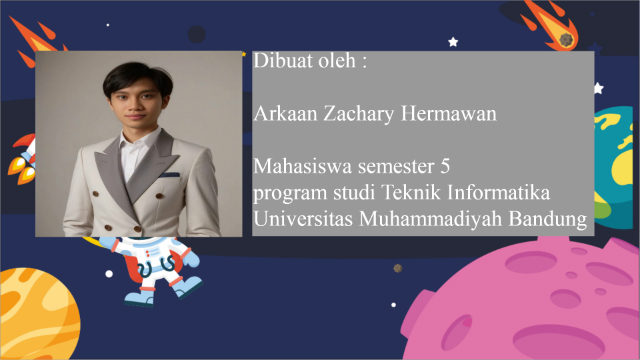 Dibuat oleh :
Arkaan Zachary Hermawan
Mahasiswa semester 5
program studi Teknik Informatika
Universitas Muhammadiyah Bandung